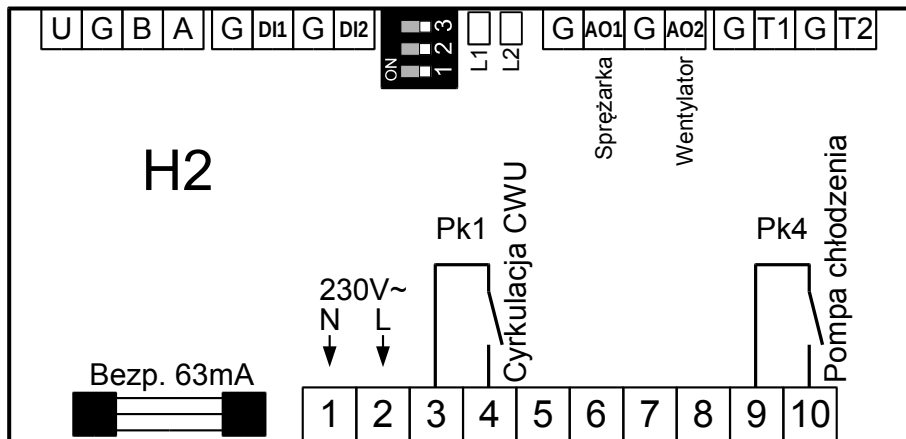 U G B A G DI1 G DI2
ON 1 2 3
L1
L2
G AO1 G AO2 G T1 G T2
Sprężarka
Wentylator
H2
Pk1
Cyrkulacja CWU
Pk4
Pompa chłodzenia
230V~
N L
Bezp. 63mA
1 2 3 4 5 6 7 8 9 10